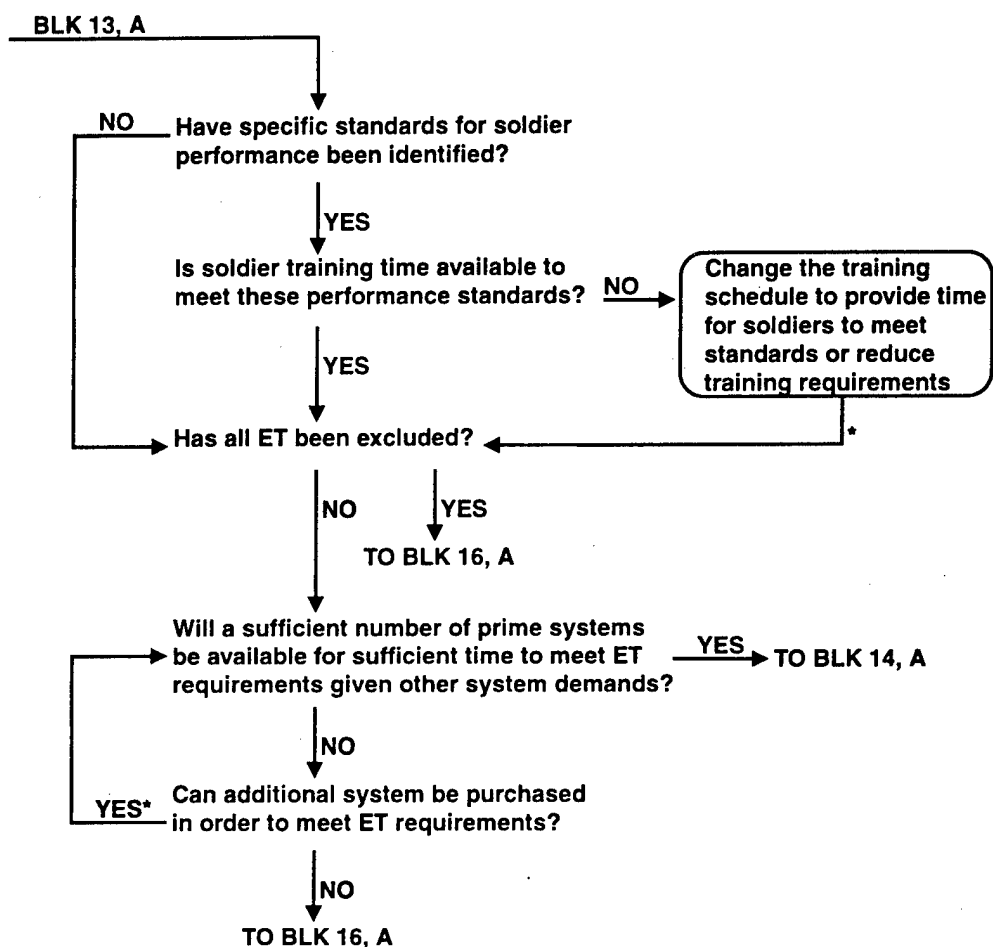 BLK 13, A
NO
Have specific standards for soldier
performance been identified?
YES
Is soldier training time available to
meet these performance standards?
NO
Change the training
schedule to provide time
for soldiers to meet
standards or reduce
training requirements
*
YES
Has all ET been excluded?
NO
YES
TO BLK 16, A
Will a sufficient number of prime systems
be available for sufficient time to meet ET
requirements given other system demands?
YES
TO BLK 14, A
NO
YES*
Can additional system be purchased
in order to meet ET requirements?
NO
TO BLK 16, A